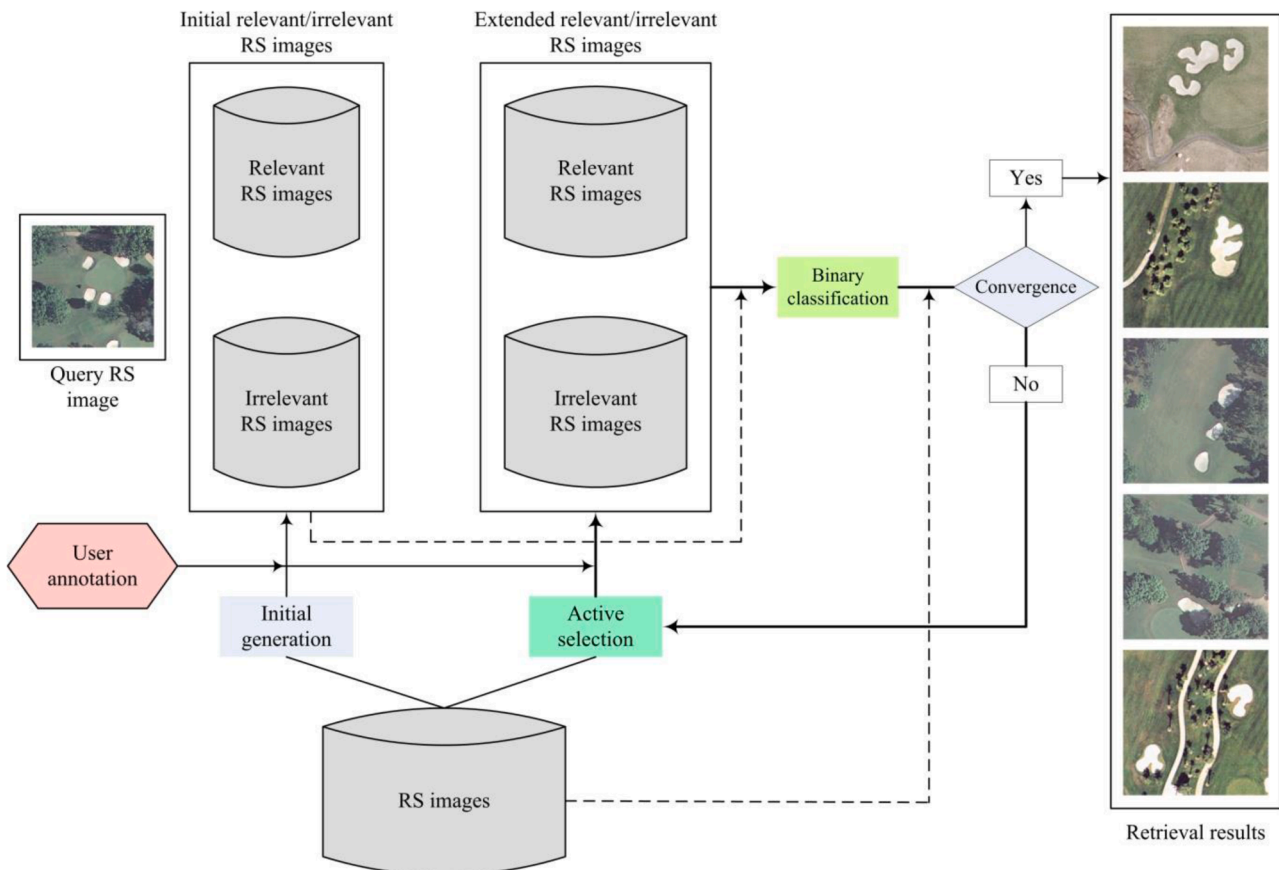 Initial relevant/irrelevant
RS images
Extended relevant/irrelevant
RS images
Relevant
RS images
Relevant
RS images
Yes
Binary
classification
Convergence
Query RS
image
Irrelevant
RS images
Irrelevant
RS images
No
User
annotation
Initial
generation
Active
selection
RS images
Retrieval results